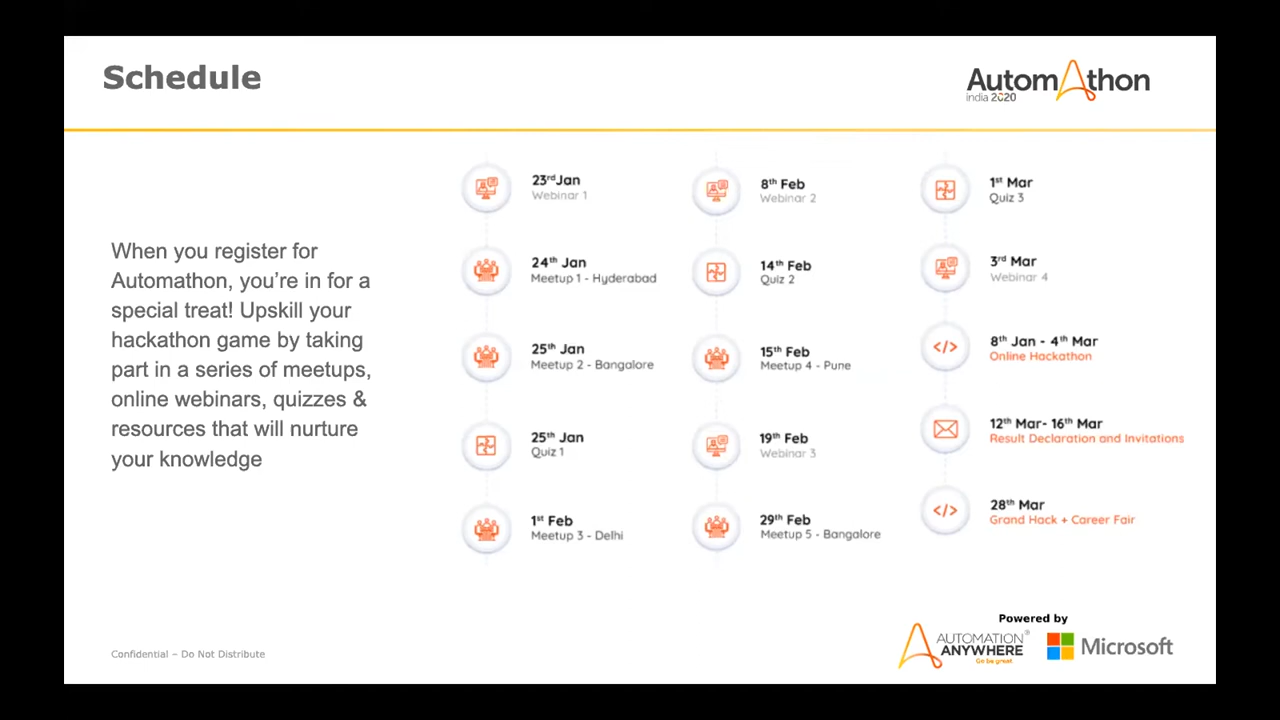 Schedule
AutomAthon
india 2020
When you register for
Automathon, you’re in for a
special treat! Upskill your
hackathon game by taking
part in a series of meetups,
online webinars, quizzes &
resources that will nurture
your knowledge
23rd Jan
Webinar 1
24th Jan
Meetup 1 - Hyderabad
25th Jan
Meetup 2 - Bangalore
25th Jan
Quiz 1
1st Feb
Meetup 3 - Delhi
8th Feb
Webinar 2
14th Feb
Quiz 2
15th Feb
Meetup 4 - Pune
19th Feb
Webinar 3
29th Feb
Meetup 5 - Bangalore
1st Mar
Quiz 3
3rd Mar
Webinar 4
8th Jan - 4th Mar
Online Hackathon
12th Mar- 16th Mar
Result Declaration and Invitations
28th Mar
Grand Hack + Career Fair
Confidential – Do Not Distribute
Powered by
AUTOMATION
ANYWHERE®
Go be great
Microsoft